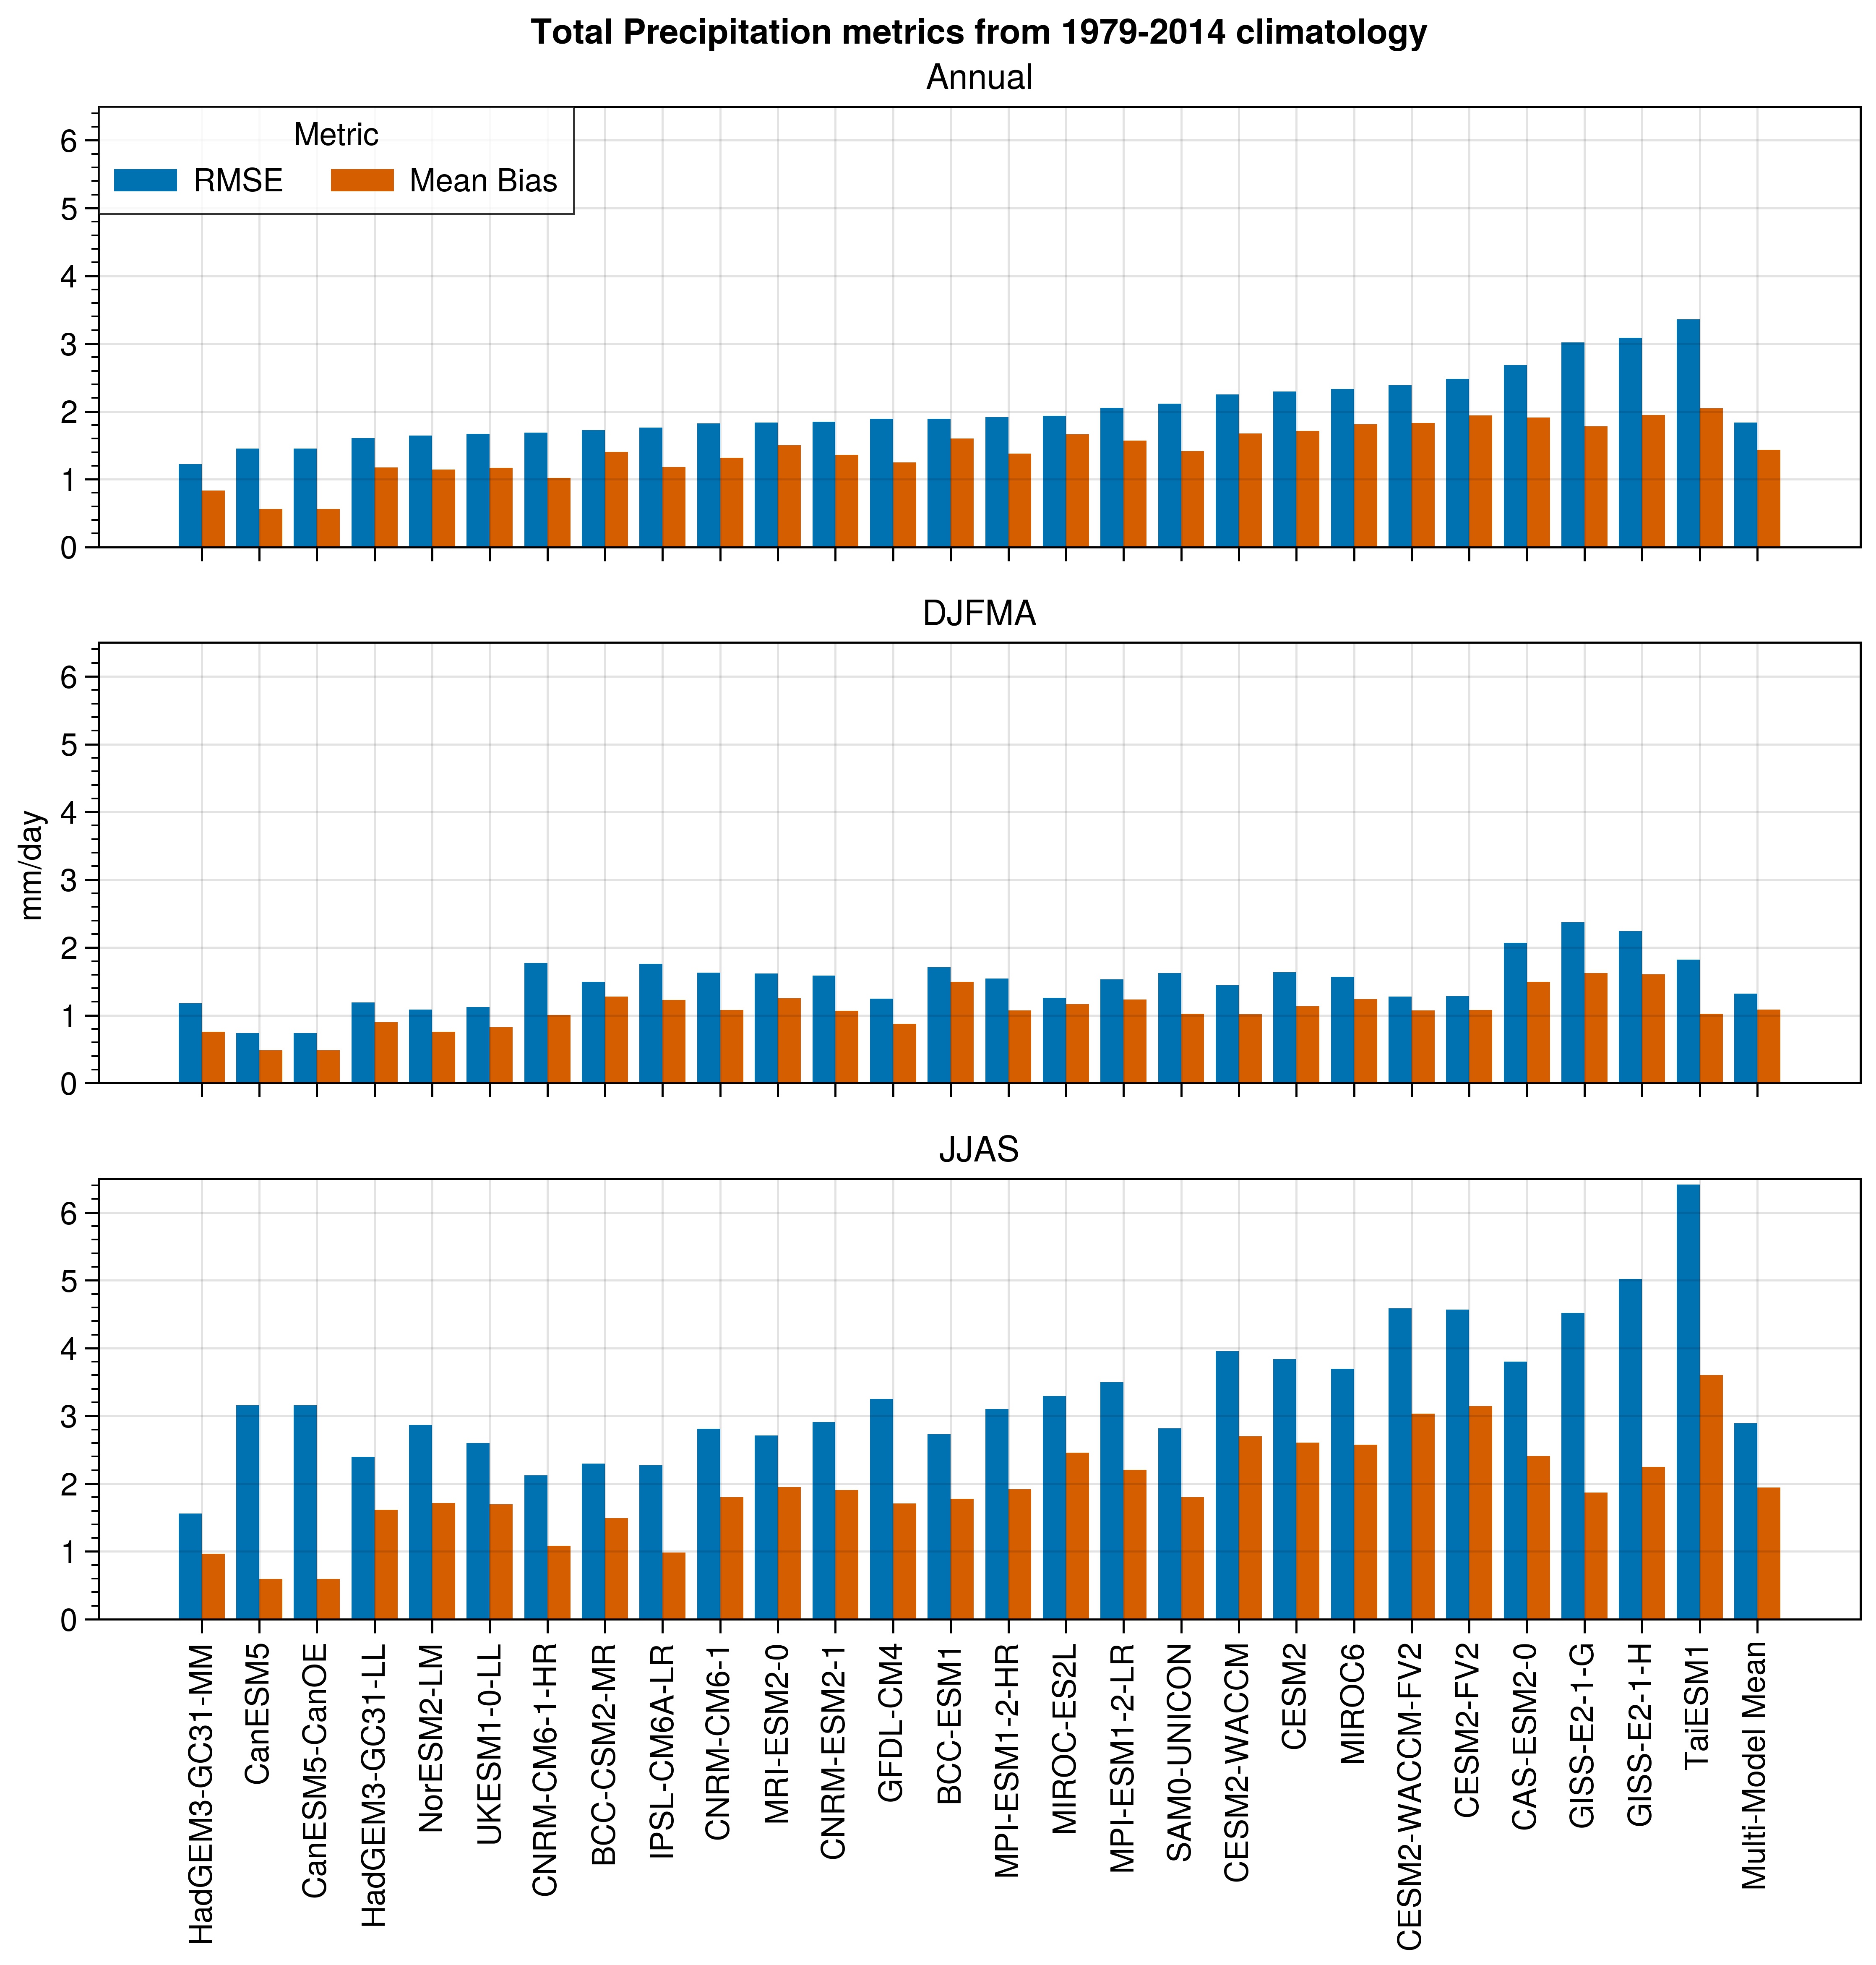 Total Precipitation metrics from 1979-2014 climatology
Annual
Metric
RMSE Mean Bias
6
5
4
3
2
1
0
DJFMA
6
5
4
3
2
1
0
mm/day
JJAS
6
5
4
3
2
1
0
HadGEM3-GC31-MM
CanESM5
CanESM5-CanOE
HadGEM3-GC31-LL
NorESM2-LM
UKESM1-0-LL
CNRM-CM6-1-HR
BCC-CSM2-MR
IPSL-CM6A-LR
CNRM-CM6-1
MRI-ESM2-0
CNRM-ESM2-1
GFDL-CM4
BCC-ESM1
MPI-ESM1-2-HR
MIROC-ES2L
MPI-ESM1-2-LR
SAM0-UNICON
CESM2-WACCM
CESM2
MIROC6
CESM2-WACCM-FV2
CESM2-FV2
CAS-ESM2-0
GISS-E2-1-G
GISS-E2-1-H
TaiESM1
Multi-Model Mean